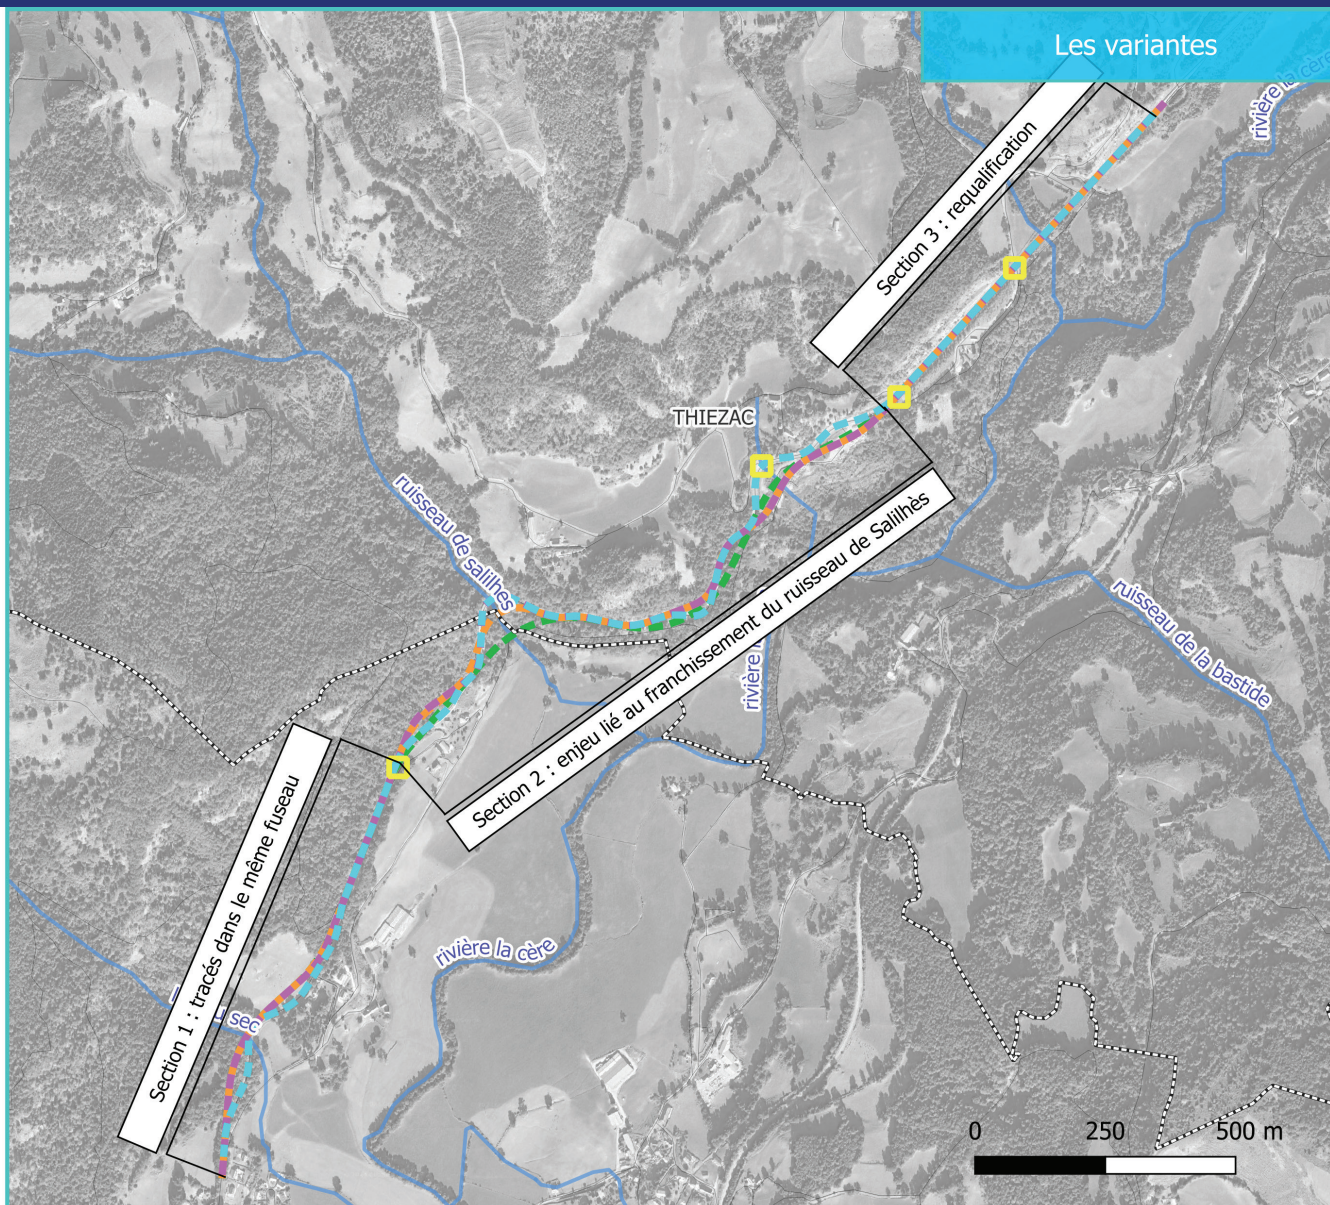 Les variantes
rivière la cère
Section 3 : requalification
THIEZAC
ruisseau de salilhes
Section 2 : enjeu lié au franchissement du ruisseau de Salilhès
ruisseau de la bastide
rivière
Section 1 : tracés dans le même fuseau
rivière la cère
sec
0 250 500 m